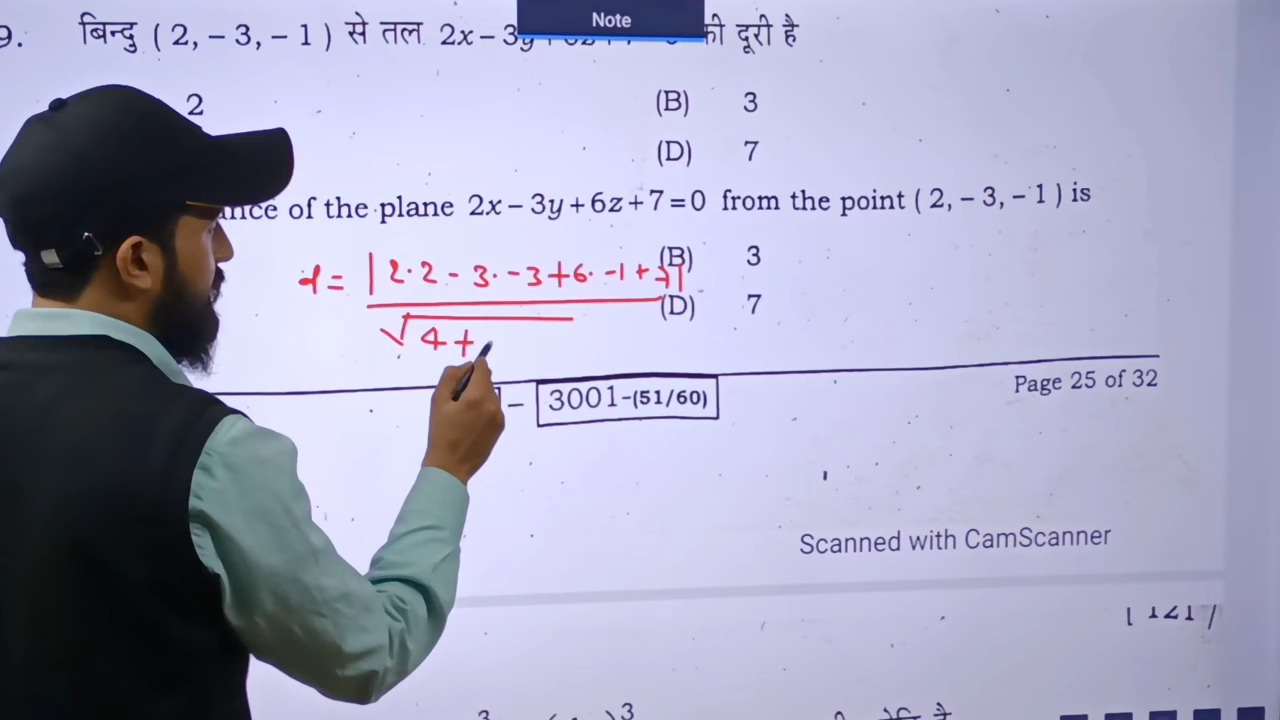 Note
9. बिन्दु ( 2, – 3, – 1 ) से तल 2x – 3y की दूरी है
2 (B) 3
(D) 7
of the plane 2x – 3y + 6z + 7 = 0 from the point ( 2, – 3, – 1 ) is
(B) 3
d = | 2·2 - 3·-3 + 6·-1 + 7 |
(D) 7
√ 4 +
– 3001-(51/60) Page 25 of 32
Scanned with CamScanner